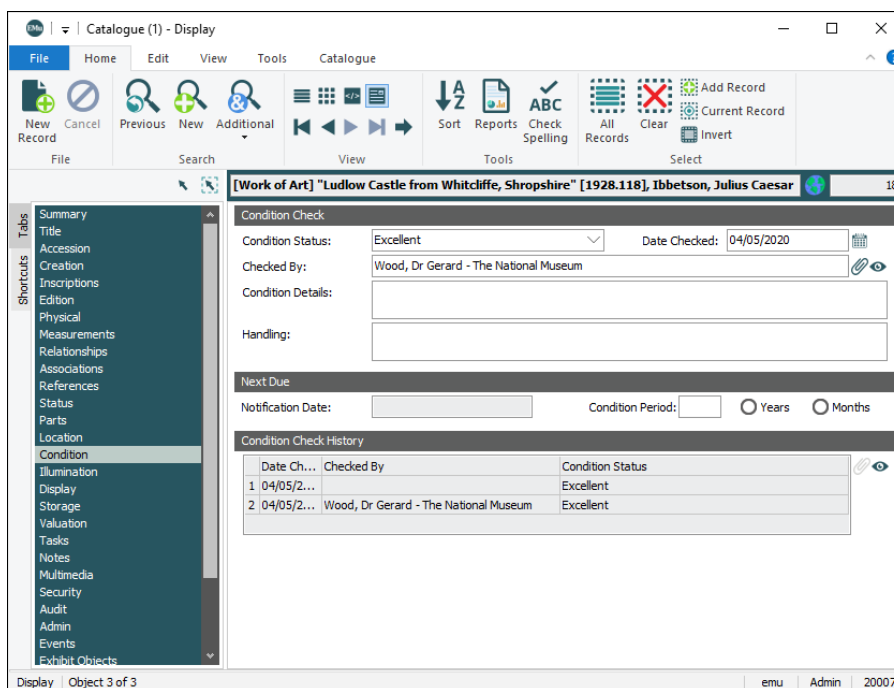 EMu Catalogue (1) - Display
File Home Edit View Tools Catalogue
New Record Cancel Previous New Additional Sort Reports Check Spelling All Records Clear Add Record Current Record Invert
File Search View Tools Select
[Work of Art] "Ludlow Castle from Whitcliffe, Shropshire" [1928.118], Ibbetson, Julius Caesar 18
Tabs
Shortcuts
Summary
Title
Accession
Creation
Inscriptions
Edition
Physical
Measurements
Relationships
Associations
References
Status
Parts
Location
Condition
Illumination
Display
Storage
Valuation
Tasks
Notes
Multimedia
Security
Audit
Admin
Events
Exhibit Objects
Condition Check
Condition Status: Excellent Date Checked: 04/05/2020
Checked By: Wood, Dr Gerard - The National Museum
Condition Details:
Handling:
Next Due
Notification Date: Condition Period: Years Months
Condition Check History
Date Ch... Checked By Condition Status
1 04/05/2... Excellent
2 04/05/2... Wood, Dr Gerard - The National Museum Excellent
Display Object 3 of 3 emu Admin 20007